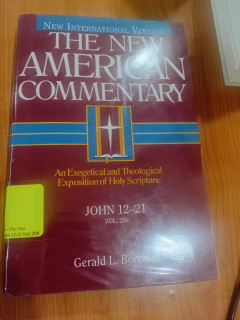 NEW INTERNATIONAL VERSION
THE NEW
AMERICAN
COMMENTARY
An Exegetical and Theological
Exposition of Holy Scripture
JOHN 12–21
VOL. 25b
Gerald L.